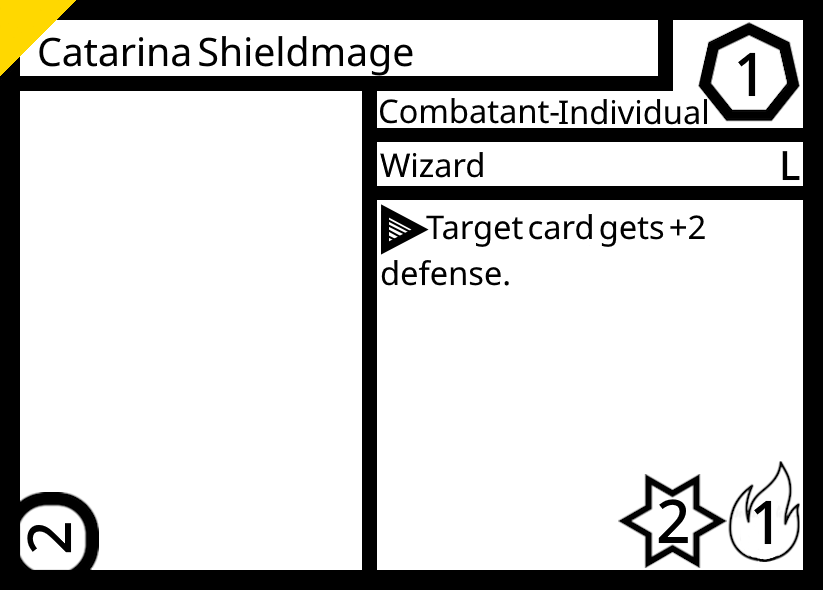 Catarina Shieldmage
1
Combatant-Individual
Wizard
L
Target card gets +2
defense.
2
2
1